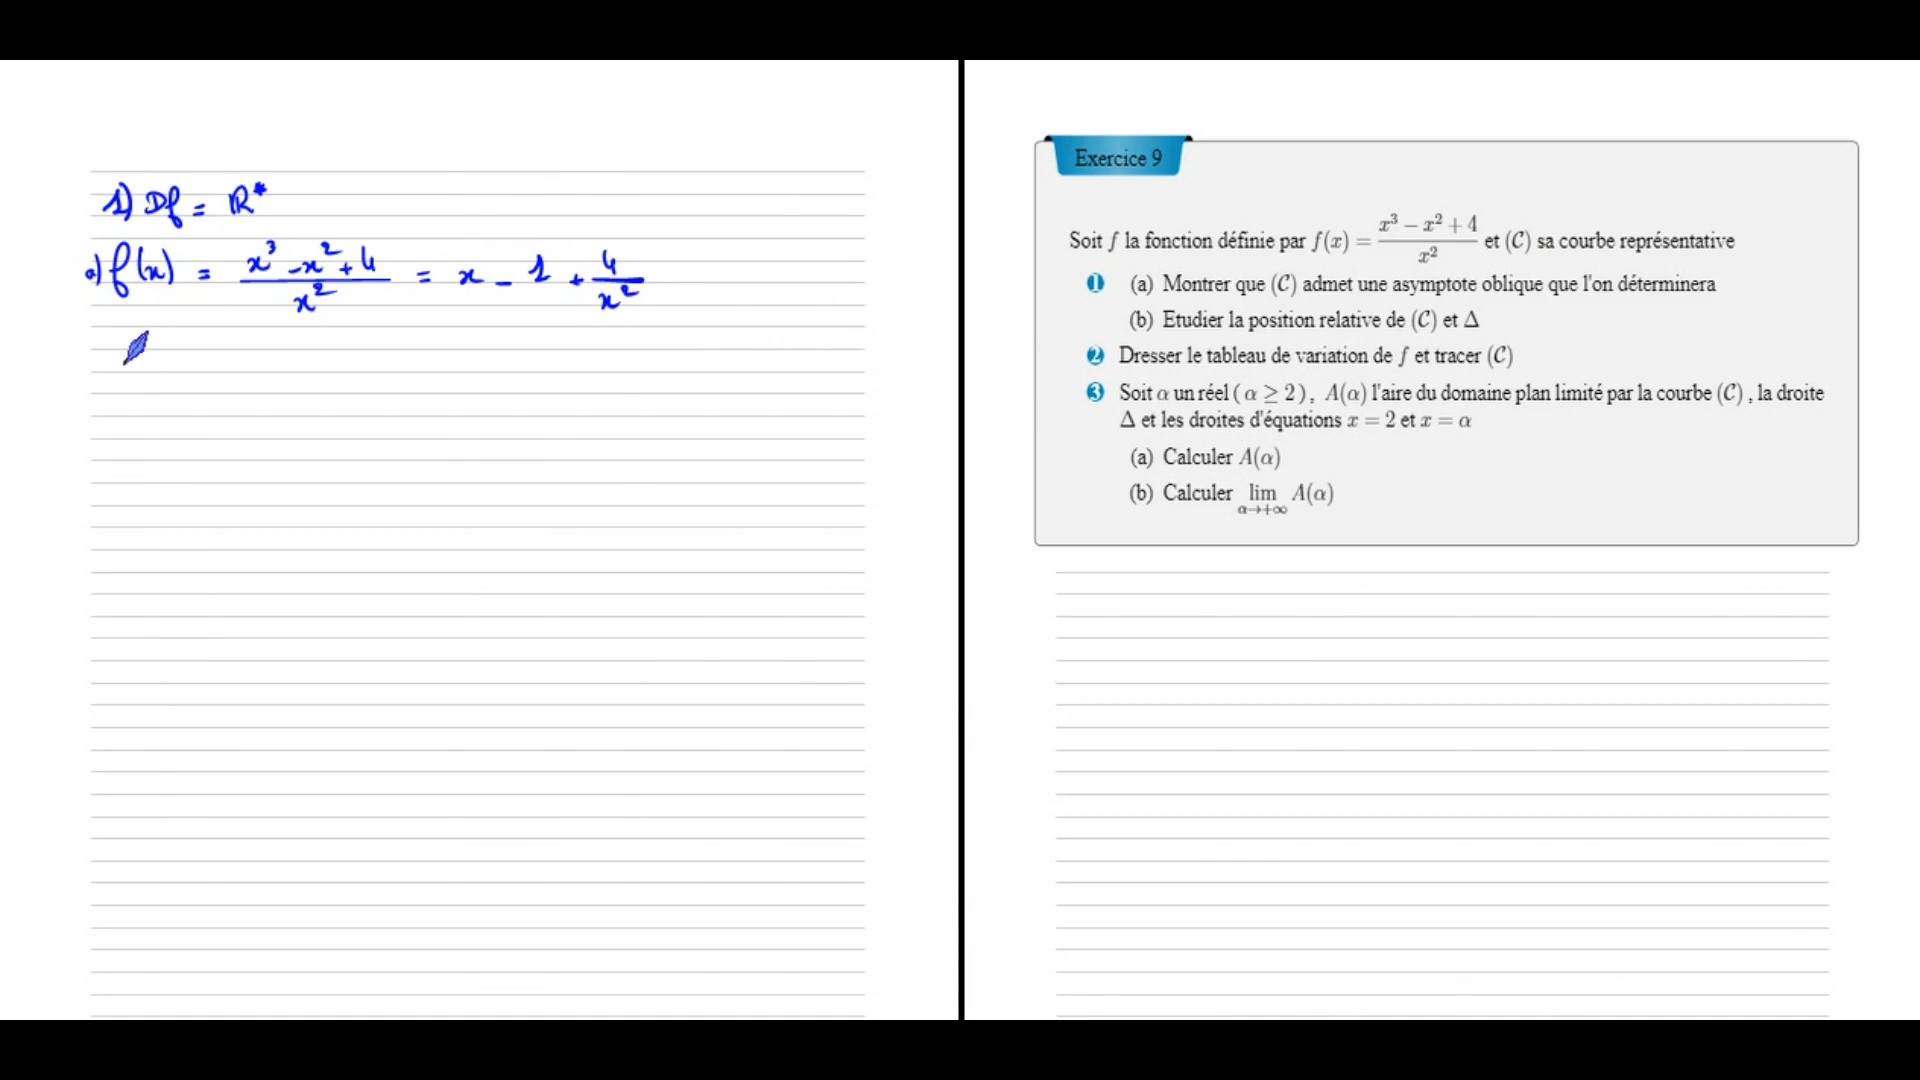 1) Df = ℝ*
a) f(x) = (x³ - x² + 4)/x² = x - 1 + 4/x²
Exercice 9
Soit f la fonction définie par f(x) = (x³ − x² + 4)/x² et (C) sa courbe représentative
1 (a) Montrer que (C) admet une asymptote oblique que l'on déterminera
(b) Etudier la position relative de (C) et Δ
2 Dresser le tableau de variation de f et tracer (C)
3 Soit α un réel ( α ≥ 2 ) , A(α) l'aire du domaine plan limité par la courbe (C) , la droite
Δ et les droites d'équations x = 2 et x = α
(a) Calculer A(α)
(b) Calculer lim A(α)
α→+∞